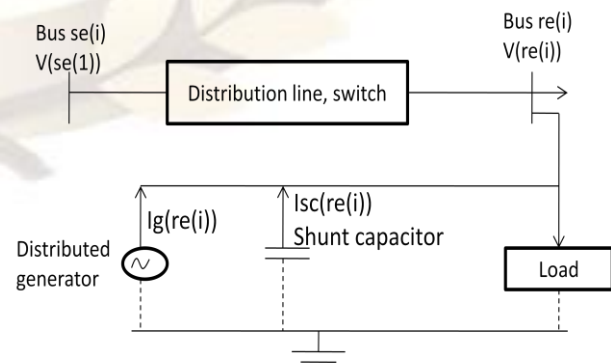 Bus se(i)
V(se(1))
Distribution line, switch
Bus re(i)
V(re(i))
Ig(re(i))
Isc(re(i))
Shunt capacitor
Distributed
generator
Load